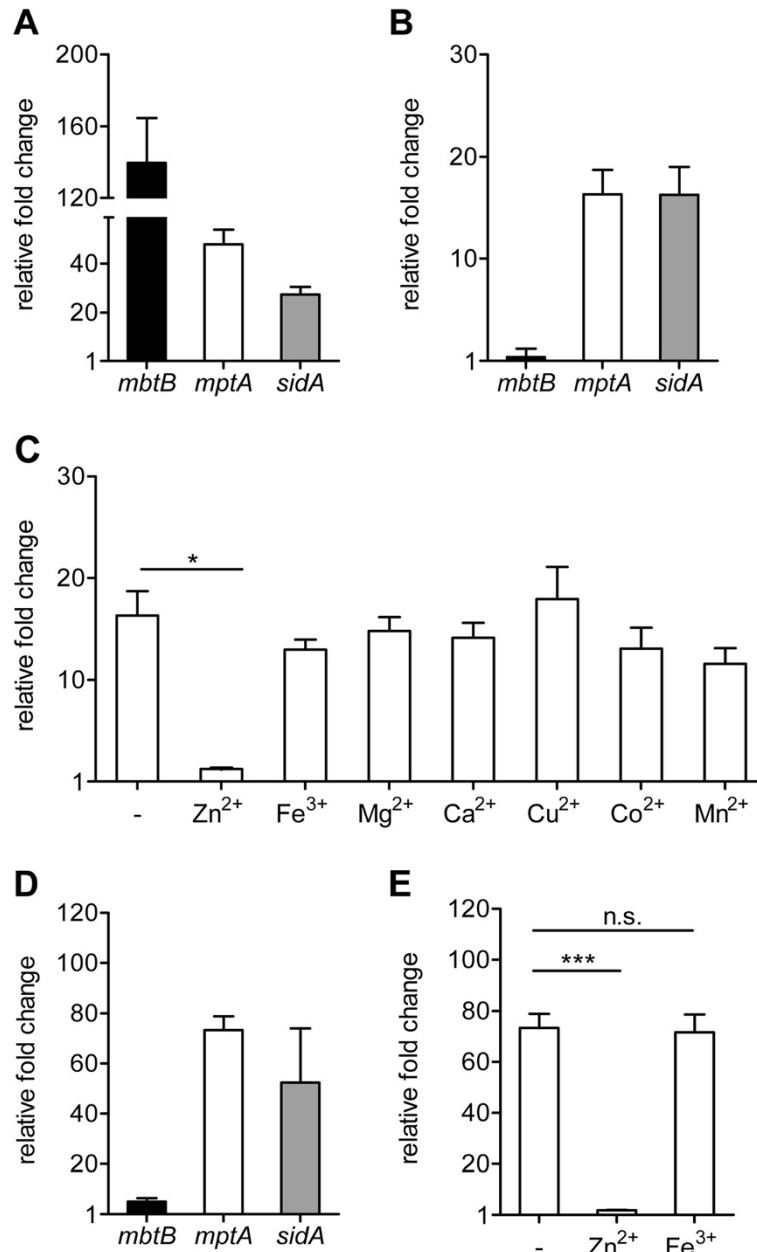 A
relative fold change
200
160
120
40
20
1
mbtB mptA sidA
B
relative fold change
30
20
10
1
mbtB mptA sidA
C
relative fold change
30
20
10
1
*
- Zn²⁺ Fe³⁺ Mg²⁺ Ca²⁺ Cu²⁺ Co²⁺ Mn²⁺
D
relative fold change
120
100
80
60
40
20
1
mbtB mptA sidA
E
relative fold change
120
100
80
60
40
20
1
n.s.
***
- Zn²⁺ Fe³⁺